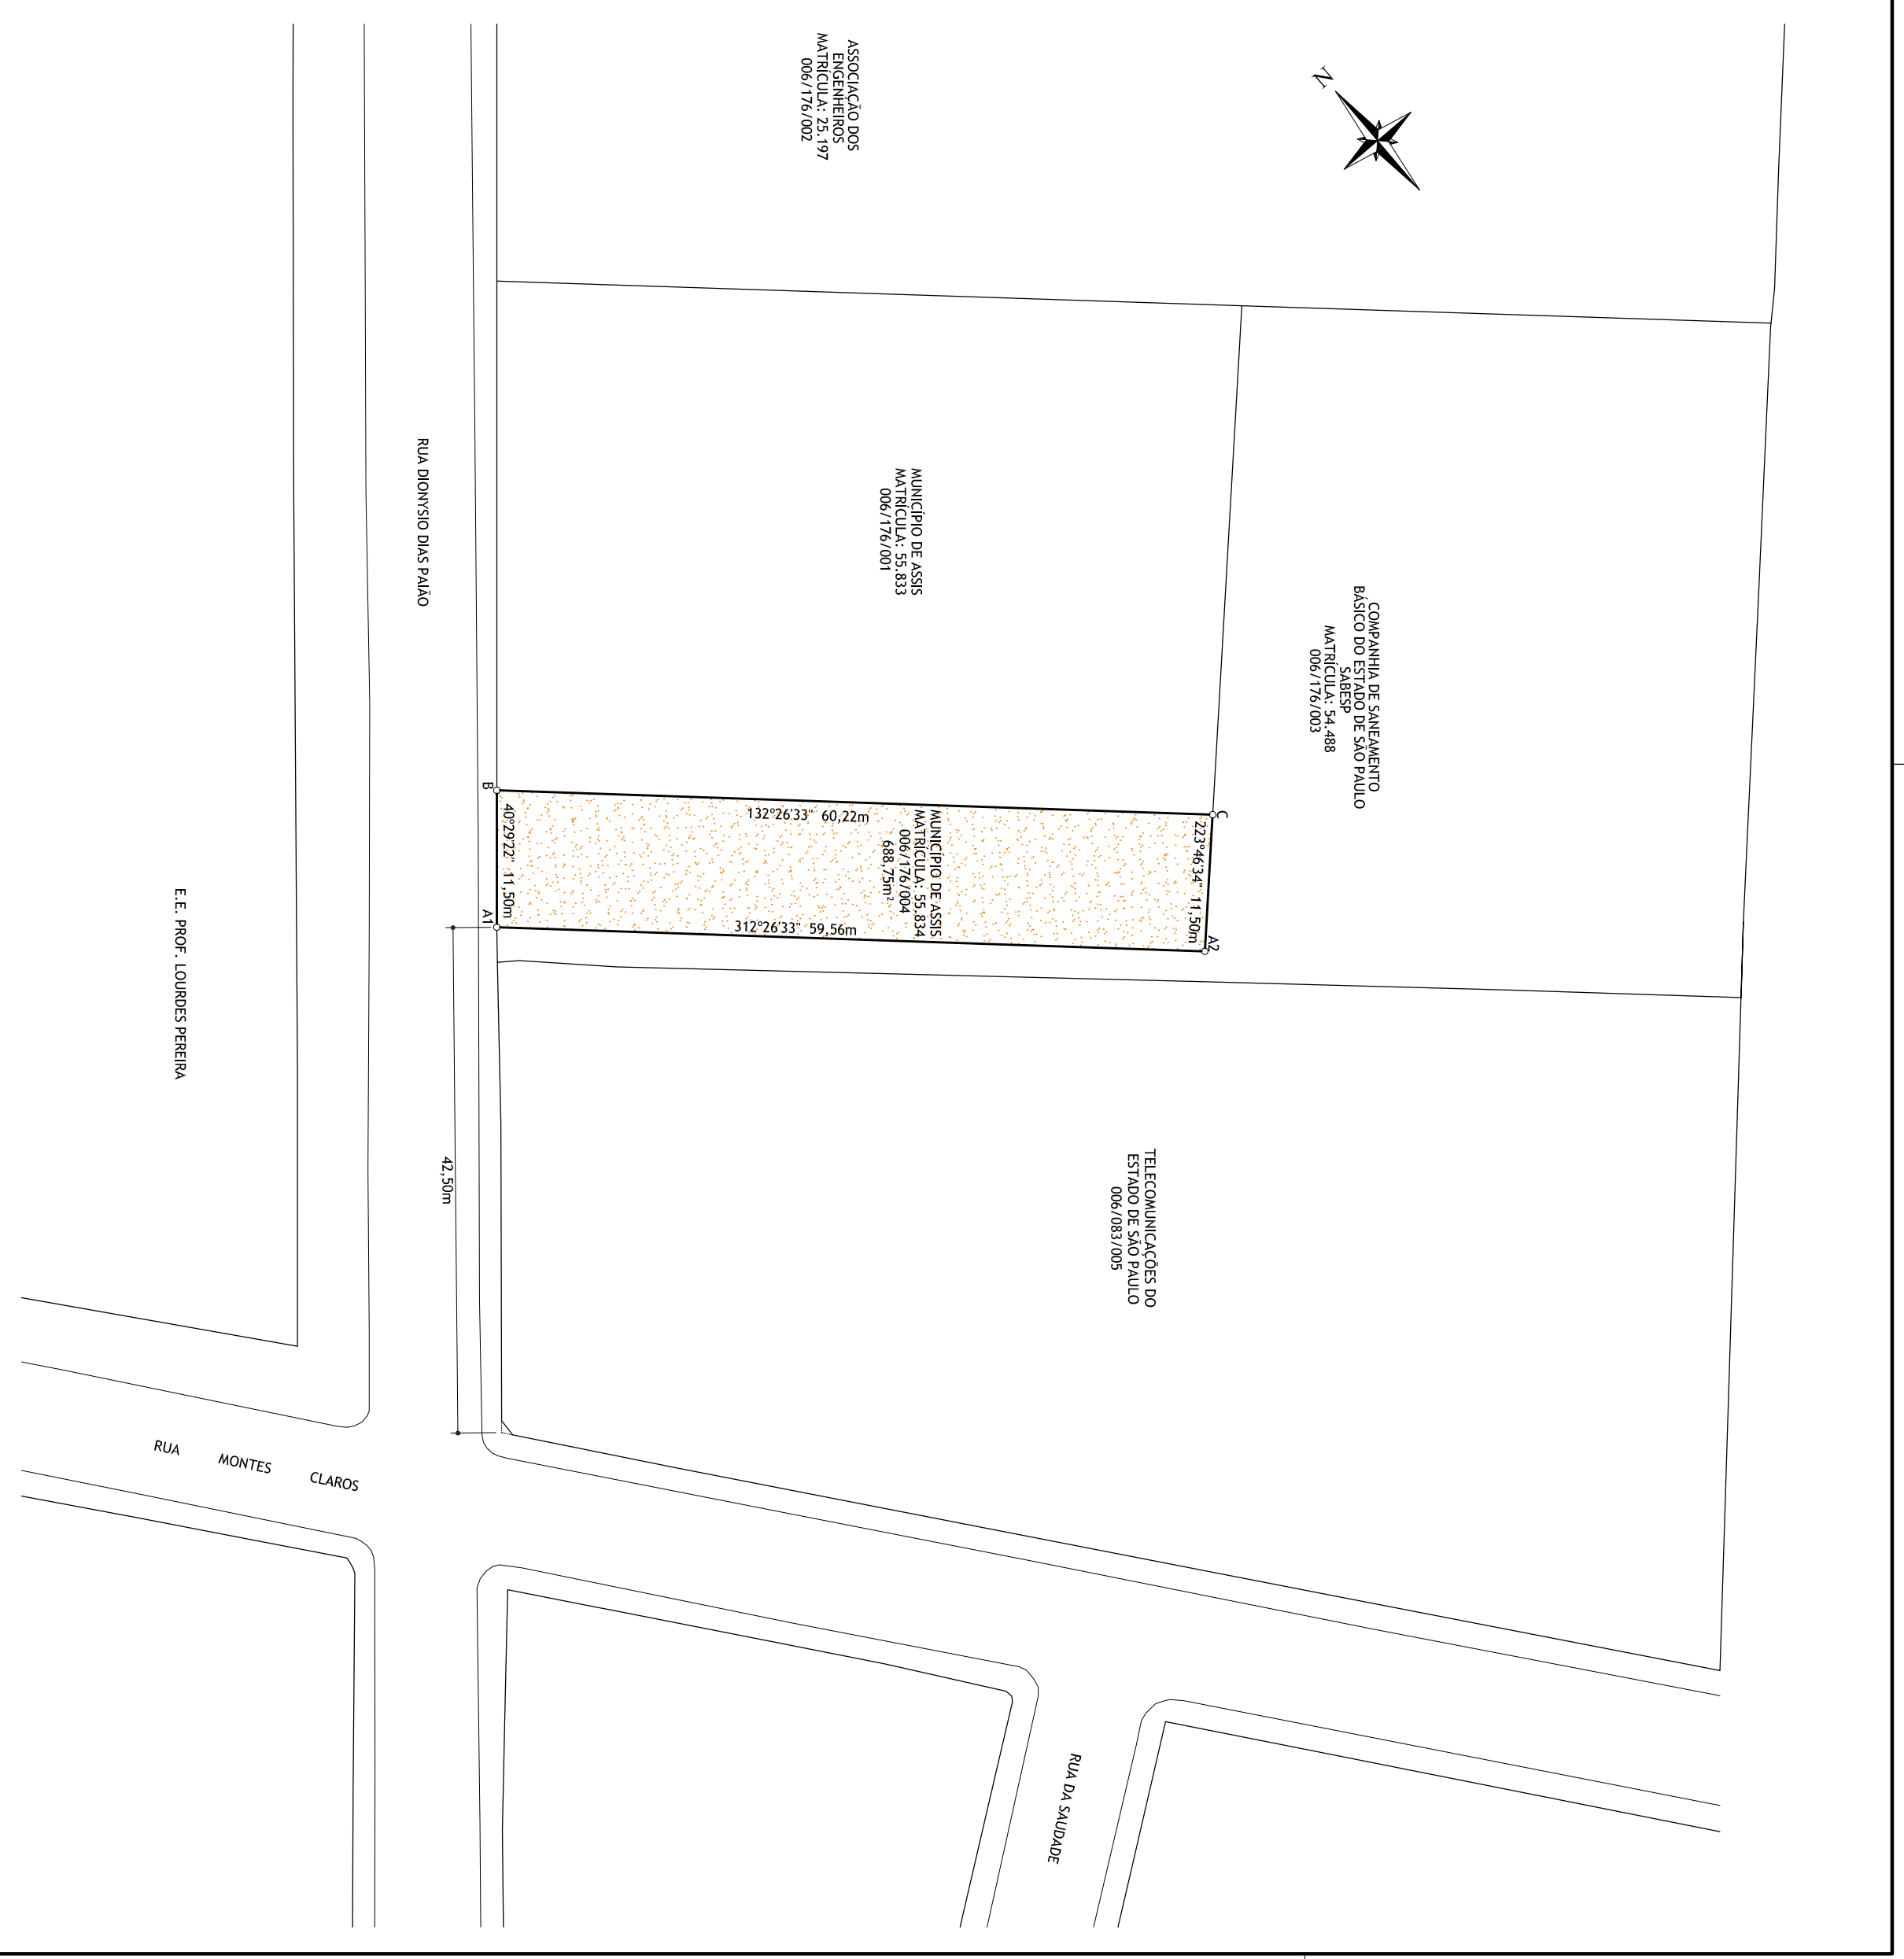 N
ASSOCIAÇÃO DOS
ENGENHEIROS
MATRÍCULA: 25.197
006/176/002
RUA DIONYSIO DIAS PAIÃO
MUNICÍPIO DE ASSIS
MATRÍCULA: 55.833
006/176/001
COMPANHIA DE SANEAMENTO
BÁSICO DO ESTADO DE SÃO PAULO
SABESP
MATRÍCULA: 54.488
006/176/003
B
C
132°26'33" 60,22m
40°29'22" 11,50m
223°46'34" 11,50m
MUNICÍPIO DE ASSIS
MATRÍCULA: 55.834
006/176/004
688,75m²
312°26'33" 59,56m
A1
A2
E.E. PROF. LOURDES PEREIRA
42,50m
TELECOMUNICAÇÕES DO
ESTADO DE SÃO PAULO
006/083/005
RUA MONTES CLAROS
RUA DA SAUDADE